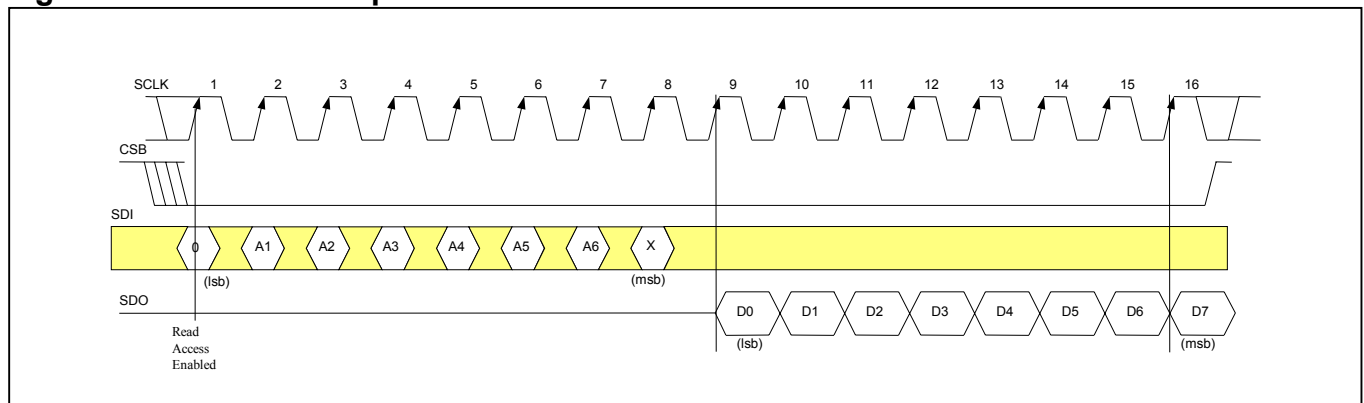 SCLK 1 2 3 4 5 6 7 8 9 10 11 12 13 14 15 16
CSB
SDI
0 A1 A2 A3 A4 A5 A6 X
(lsb) (msb)
SDO
D0 D1 D2 D3 D4 D5 D6 D7
(lsb) (msb)
Read
Access
Enabled